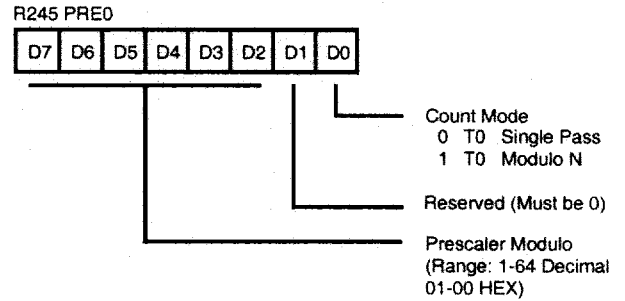 R245 PRE0
D7 D6 D5 D4 D3 D2 D1 D0
Count Mode
0 T0 Single Pass
1 T0 Modulo N
Reserved (Must be 0)
Prescaler Modulo
(Range: 1-64 Decimal
01-00 HEX)